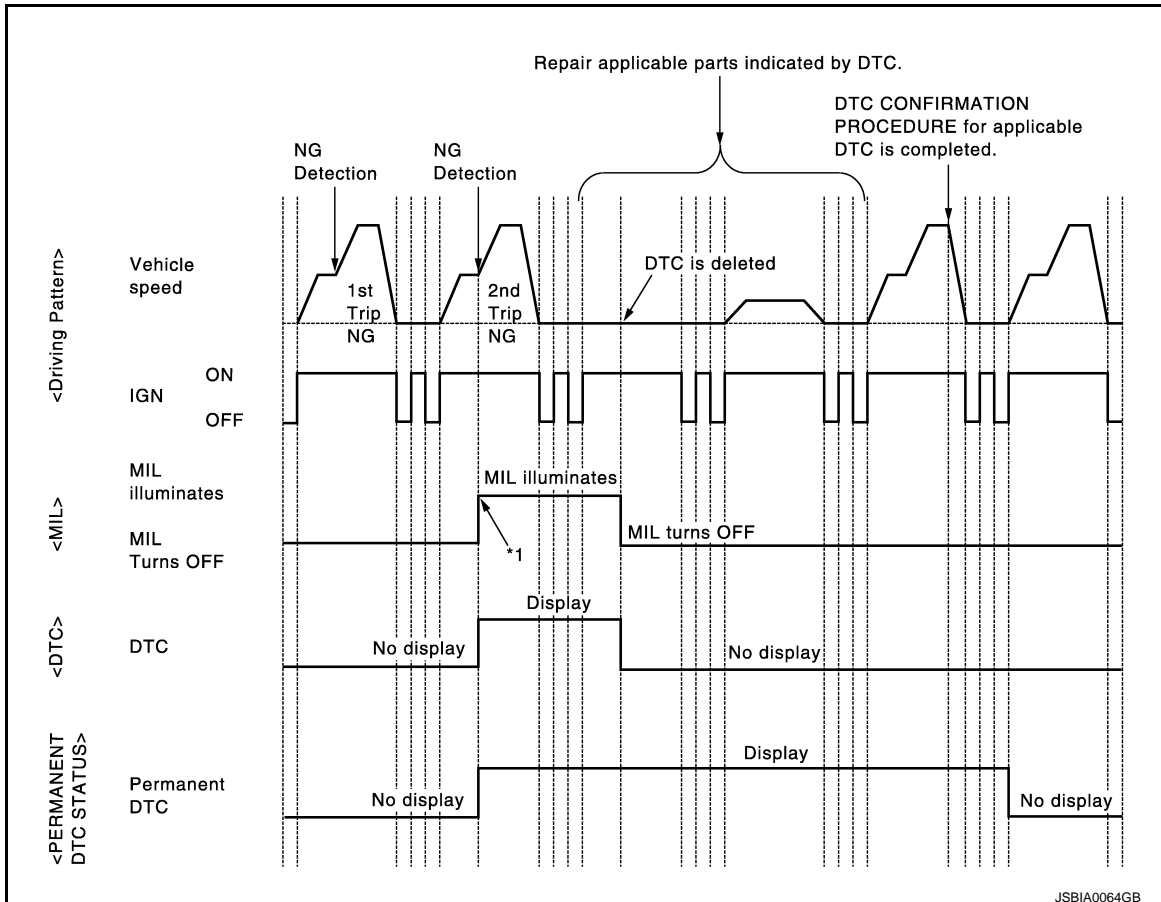 Repair applicable parts indicated by DTC.
DTC CONFIRMATION
PROCEDURE for applicable
DTC is completed.
NG
Detection
NG
Detection
<Driving Pattern>
Vehicle
speed
1st
Trip
NG
2nd
Trip
NG
DTC is deleted
IGN
ON
OFF
<MIL>
MIL
illuminates
MIL
Turns OFF
MIL illuminates
*1
MIL turns OFF
<DTC>
DTC
No display
Display
No display
<PERMANENT
DTC STATUS>
Permanent
DTC
No display
Display
No display
JSBIA0064GB